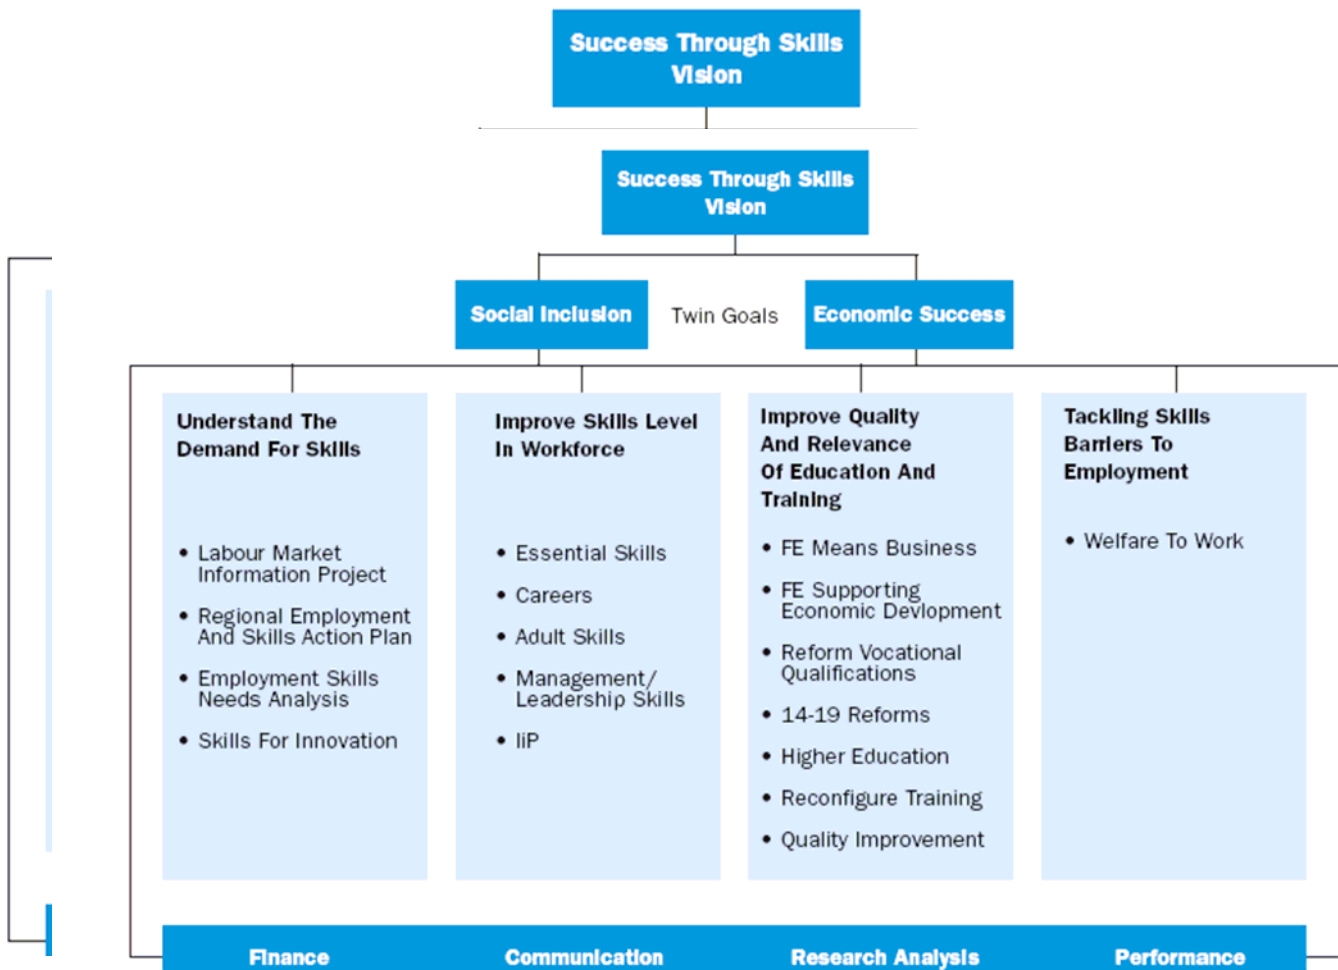 Success Through Skills
Vision
Success Through Skills
Vision
Social Inclusion
Twin Goals
Economic Success
Understand The
Demand For Skills
• Labour Market
Information Project
• Regional Employment
And Skills Action Plan
• Employment Skills
Needs Analysis
• Skills For Innovation
Improve Skills Level
In Workforce
• Essential Skills
• Careers
• Adult Skills
• Management/
Leadership Skills
• IiP
Improve Quality
And Relevance
Of Education And
Training
• FE Means Business
• FE Supporting
Economic Devlopment
• Reform Vocational
Qualifications
• 14-19 Reforms
• Higher Education
• Reconfigure Training
• Quality Improvement
Tackling Skills
Barriers To
Employment
• Welfare To Work
Finance
Communication
Research Analysis
Performance